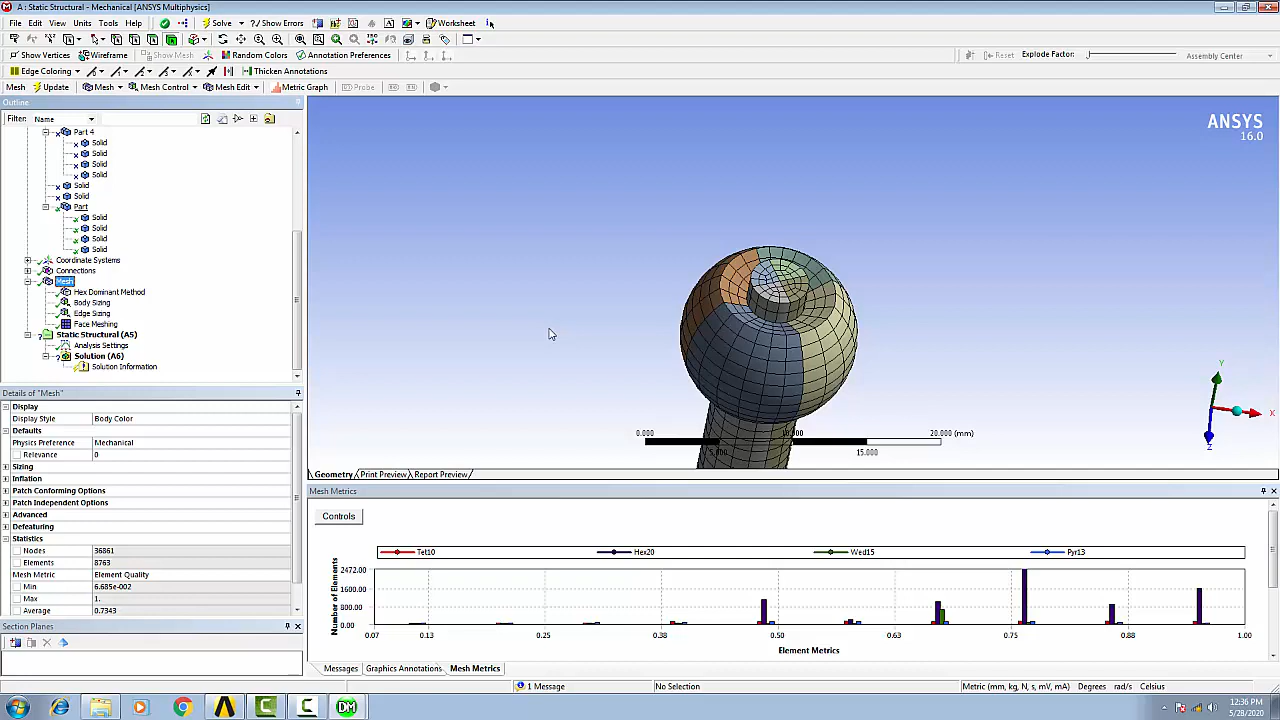 A : Static Structural - Mechanical [ANSYS Multiphysics]
File Edit View Units Tools Help Solve Show Errors Worksheet
Show Vertices Wireframe Show Mesh Random Colors Annotation Preferences Reset Explode Factor: Assembly Center
Edge Coloring Thicken Annotations
Mesh Update Mesh Mesh Control Mesh Edit Metric Graph Probe
Outline
Filter: Name
Part 4
Solid
Solid
Solid
Solid
Solid
Solid
Part
Solid
Solid
Solid
Solid
Coordinate Systems
Connections
Mesh
Hex Dominant Method
Body Sizing
Edge Sizing
Face Meshing
Static Structural (A5)
Analysis Settings
Solution (A6)
Solution Information
Details of "Mesh"
Display
Display Style Body Color
Defaults
Physics Preference Mechanical
Relevance 0
Sizing
Inflation
Patch Conforming Options
Patch Independent Options
Advanced
Defeaturing
Statistics
Nodes 36861
Elements 8763
Mesh Metric Element Quality
Min 6.685e-002
Max 1.
Average 0.7343
Section Planes
ANSYS
16.0
Y
X
Z
0.000 10.000 20.000 (mm)
5.000 15.000
Geometry Print Preview Report Preview
Mesh Metrics
Controls
Tet10 Hex20 Wed15 Pyr13
Number of Elements
2472.00
1600.00
800.00
0.00
0.07 0.13 0.25 0.38 0.50 0.63 0.75 0.88 1.00
Element Metrics
Messages Graphics Annotations Mesh Metrics
1 Message No Selection Metric (mm, kg, N, s, mV, mA) Degrees rad/s Celsius
DM
12:36 PM
5/28/2020